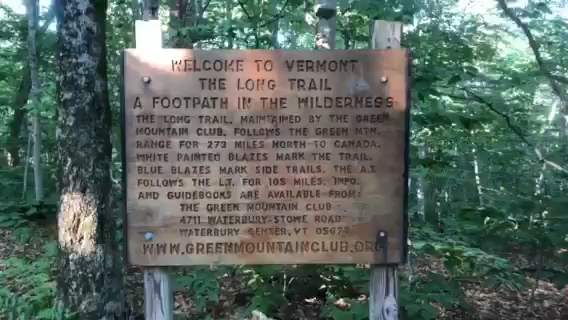 WELCOME TO VERMONT
THE LONG TRAIL
A FOOTPATH IN THE WILDERNESS
THE LONG TRAIL, MAINTAINED BY THE GREEN
MOUNTAIN CLUB, FOLLOWS THE GREEN MTN.
RANGE FOR 273 MILES NORTH TO CANADA.
WHITE PAINTED BLAZES MARK THE TRAIL.
BLUE BLAZES MARK SIDE TRAILS. THE A.T.
FOLLOWS THE L.T. FOR 105 MILES. INFO.
AND GUIDEBOOKS ARE AVAILABLE FROM:
THE GREEN MOUNTAIN CLUB
4711 WATERBURY-STOWE ROAD
WATERBURY CENTER, VT 05677
WWW.GREENMOUNTAINCLUB.ORG